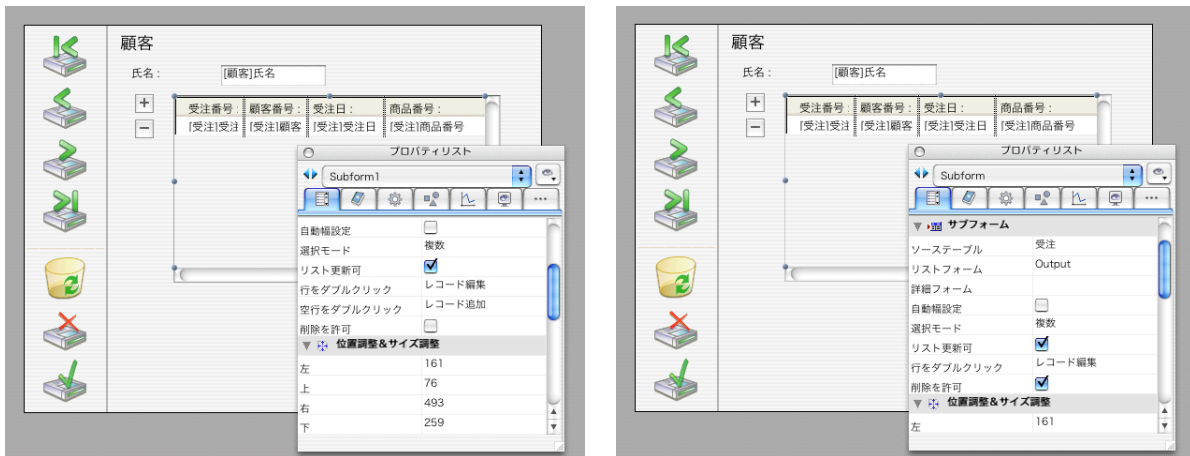 顧客
氏名 :
[顧客]氏名
受注番号 : 顧客番号 : 受注日 : 商品番号 :
[受注]受注 [受注]顧客 [受注]受注日 [受注]商品番号
プロパティリスト
Subform1
自動幅設定
選択モード 複数
リスト更新可
行をダブルクリック レコード編集
空行をダブルクリック レコード追加
削除を許可
位置調整&サイズ調整
左 161
上 76
右 493
下 259
顧客
氏名 :
[顧客]氏名
受注番号 : 顧客番号 : 受注日 : 商品番号 :
[受注]受注 [受注]顧客 [受注]受注日 [受注]商品番号
プロパティリスト
Subform
サブフォーム
ソーステーブル 受注
リストフォーム Output
詳細フォーム
自動幅設定
選択モード 複数
リスト更新可
行をダブルクリック レコード編集
削除を許可
位置調整&サイズ調整
左 161